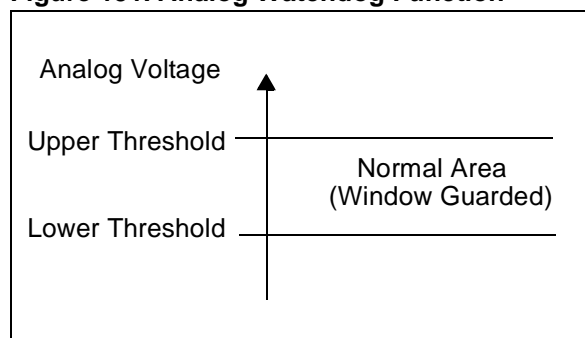 Analog Watchdog Function
Analog Voltage
Upper Threshold
Normal Area
(Window Guarded)
Lower Threshold